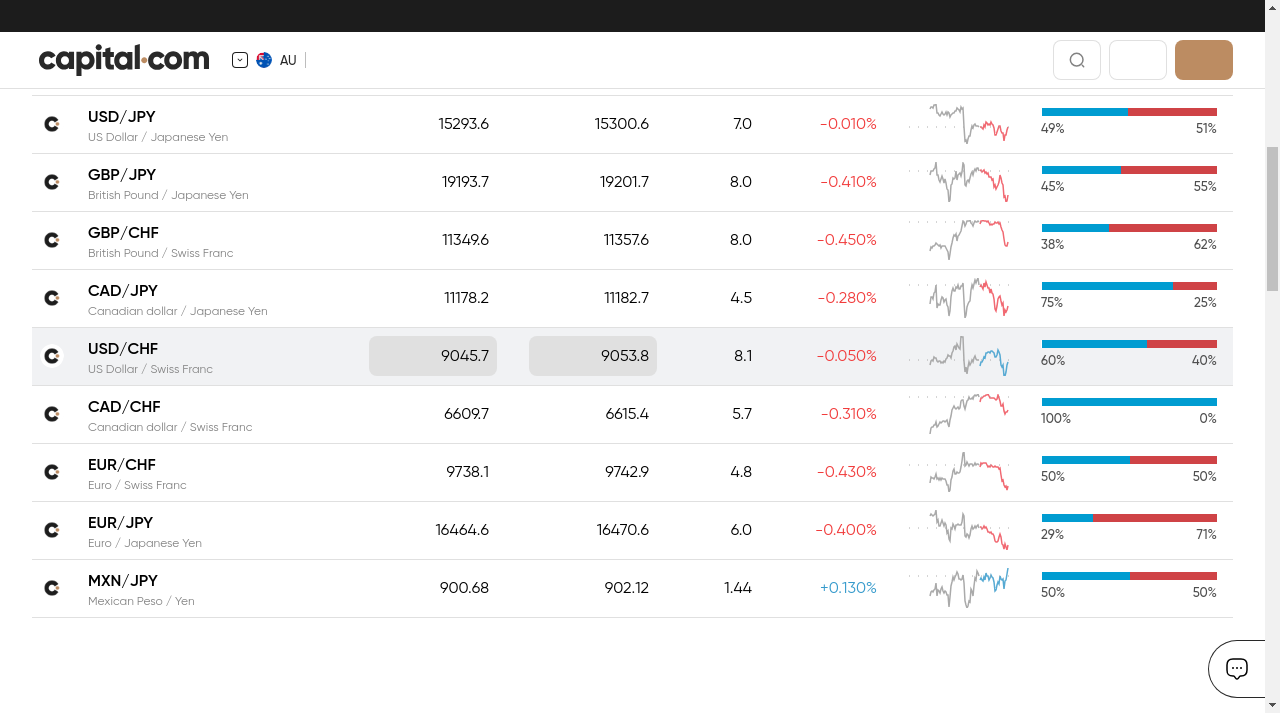 capital.com
AU
USD/JPY 15293.6 15300.6 7.0 -0.010%
US Dollar / Japanese Yen 49% 51%
GBP/JPY 19193.7 19201.7 8.0 -0.410%
British Pound / Japanese Yen 45% 55%
GBP/CHF 11349.6 11357.6 8.0 -0.450%
British Pound / Swiss Franc 38% 62%
CAD/JPY 11178.2 11182.7 4.5 -0.280%
Canadian dollar / Japanese Yen 75% 25%
USD/CHF 9045.7 9053.8 8.1 -0.050%
US Dollar / Swiss Franc 60% 40%
CAD/CHF 6609.7 6615.4 5.7 -0.310%
Canadian dollar / Swiss Franc 100% 0%
EUR/CHF 9738.1 9742.9 4.8 -0.430%
Euro / Swiss Franc 50% 50%
EUR/JPY 16464.6 16470.6 6.0 -0.400%
Euro / Japanese Yen 29% 71%
MXN/JPY 900.68 902.12 1.44 +0.130%
Mexican Peso / Yen 50% 50%